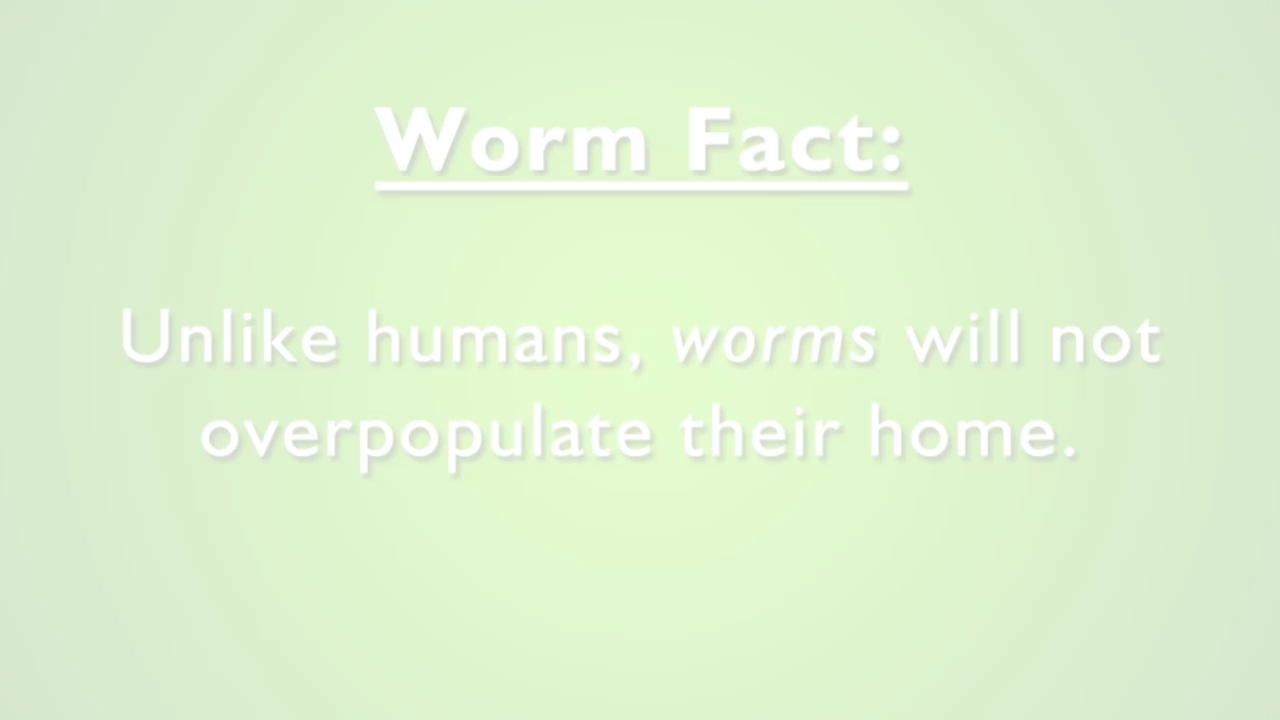 Worm Fact:
Unlike humans, worms will not
overpopulate their home.